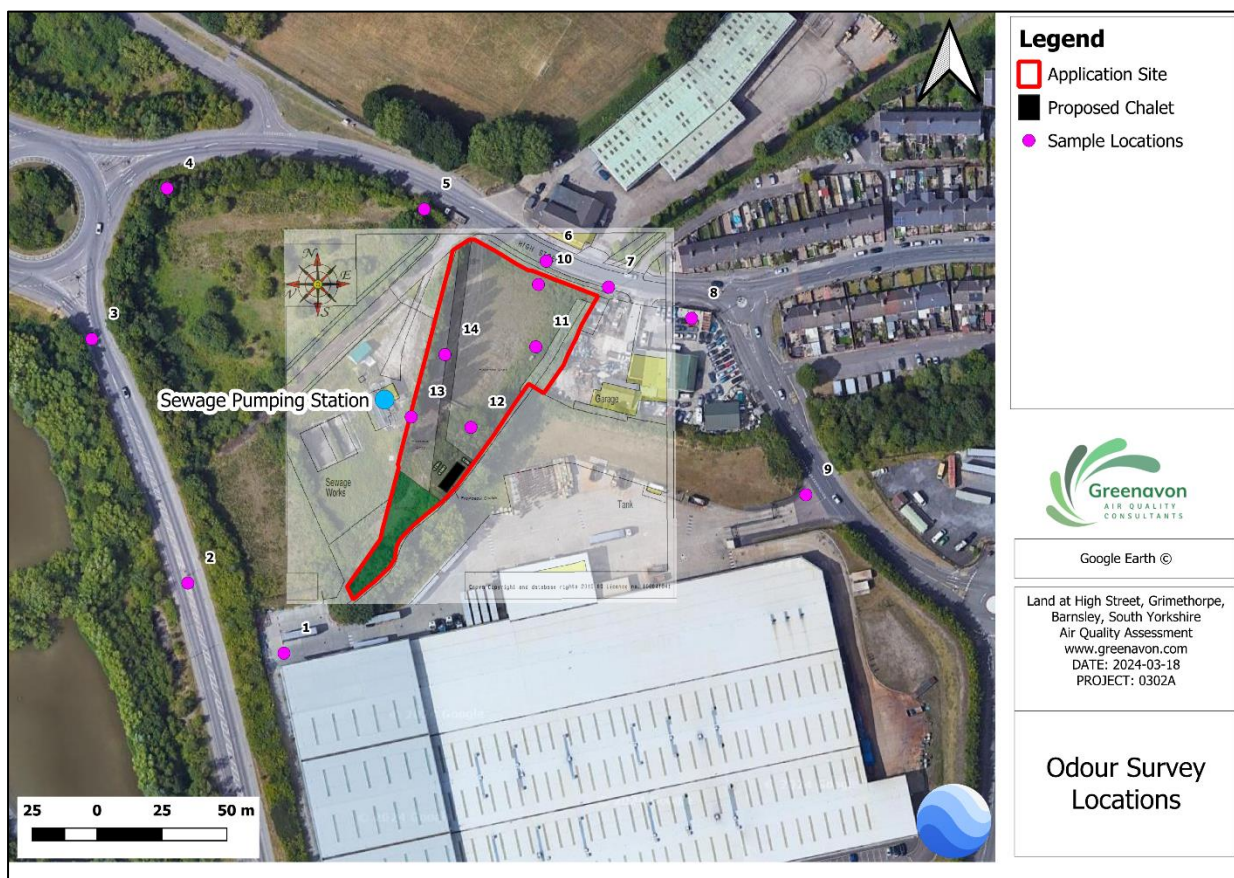 4
5
6
HIGH
10
7
8
3
11
14
13
12
Sewage Pumping Station
Garage
Sewage
Works
Tank
9
2
1
N
E
S
25 0 25 50 m
Legend
Application Site
Proposed Chalet
Sample Locations
Greenavon
AIR QUALITY
CONSULTANTS
Google Earth ©
Land at High Street, Grimethorpe,
Barnsley, South Yorkshire
Air Quality Assessment
www.greenavon.com
DATE: 2024-03-18
PROJECT: 0302A
Odour Survey
Locations